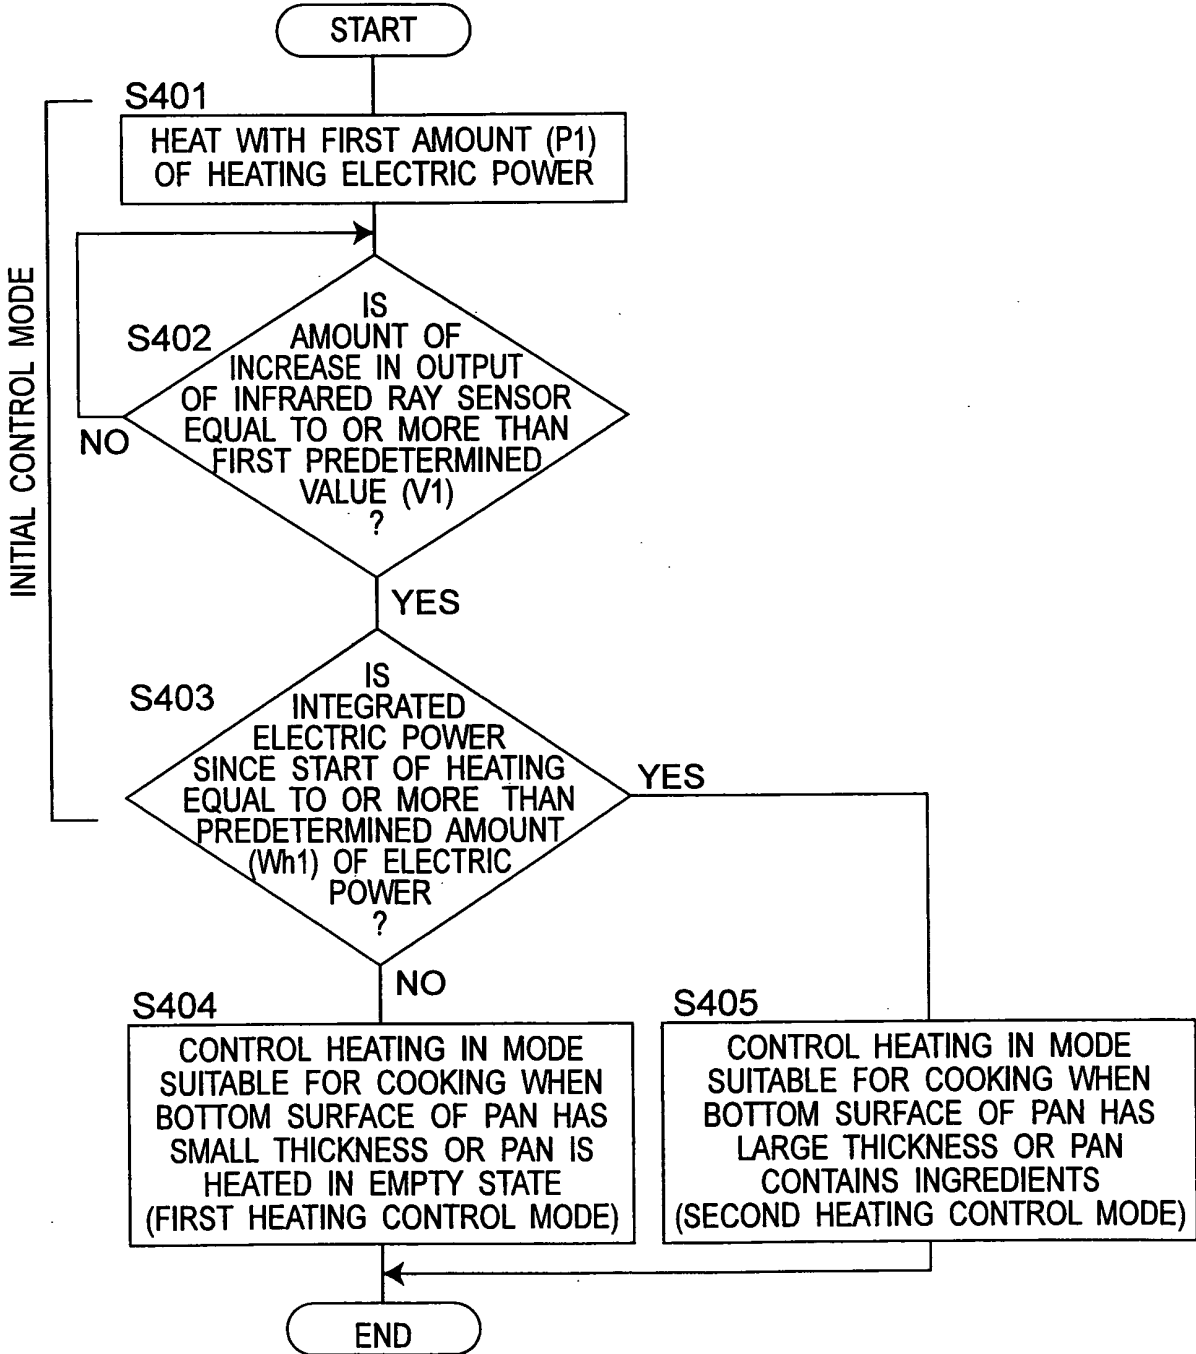 START
S401
HEAT WITH FIRST AMOUNT (P1)
OF HEATING ELECTRIC POWER
INITIAL CONTROL MODE
S402
IS
AMOUNT OF
INCREASE IN OUTPUT
OF INFRARED RAY SENSOR
EQUAL TO OR MORE THAN
FIRST PREDETERMINED
VALUE (V1)
?
NO
YES
S403
IS
INTEGRATED
ELECTRIC POWER
SINCE START OF HEATING
EQUAL TO OR MORE THAN
PREDETERMINED AMOUNT
(Wh1) OF ELECTRIC
POWER
?
YES
NO
S404
CONTROL HEATING IN MODE
SUITABLE FOR COOKING WHEN
BOTTOM SURFACE OF PAN HAS
SMALL THICKNESS OR PAN IS
HEATED IN EMPTY STATE
(FIRST HEATING CONTROL MODE)
S405
CONTROL HEATING IN MODE
SUITABLE FOR COOKING WHEN
BOTTOM SURFACE OF PAN HAS
LARGE THICKNESS OR PAN
CONTAINS INGREDIENTS
(SECOND HEATING CONTROL MODE)
END